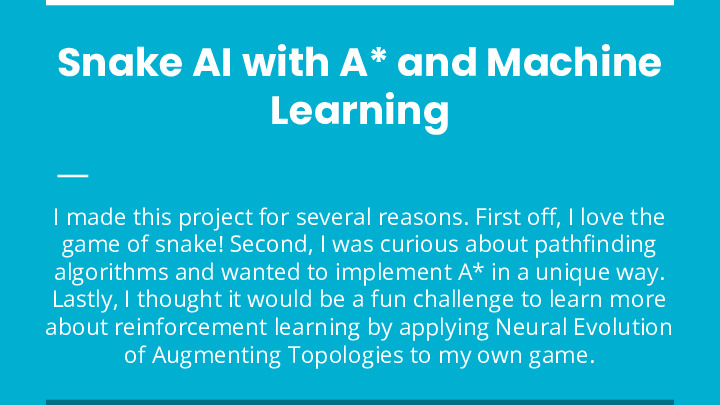 Snake AI with A* and Machine
Learning
I made this project for several reasons. First off, I love the
game of snake! Second, I was curious about pathfinding
algorithms and wanted to implement A* in a unique way.
Lastly, I thought it would be a fun challenge to learn more
about reinforcement learning by applying Neural Evolution
of Augmenting Topologies to my own game.